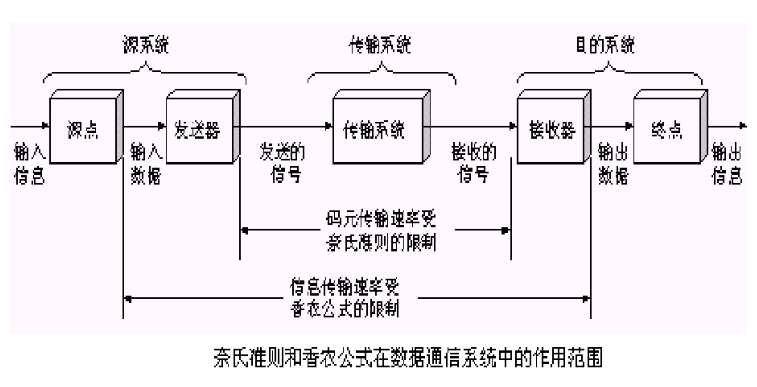 源系统
传输系统
目的系统
源点
发送器
传输系统
接收器
终点
输入
信息
输入
数据
发送的
信号
接收的
信号
输出
数据
输出
信息
码元传输速率受
奈氏准则的限制
信息传输速率受
香农公式的限制
奈氏准则和香农公式在数据通信系统中的作用范围